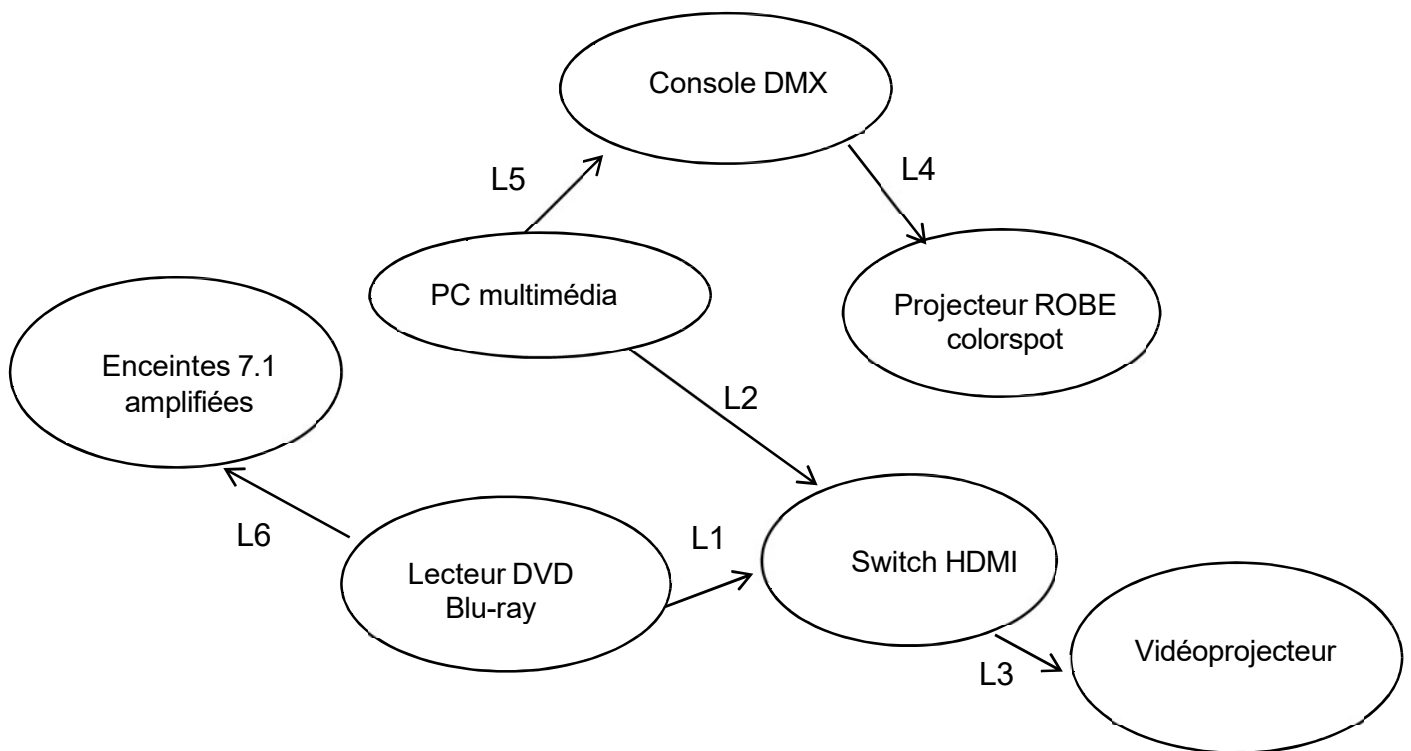 Console DMX
L5
L4
PC multimédia
Projecteur ROBE
colorspot
Enceintes 7.1
amplifiées
L2
L6
L1
Lecteur DVD
Blu-ray
Switch HDMI
L3
Vidéoprojecteur